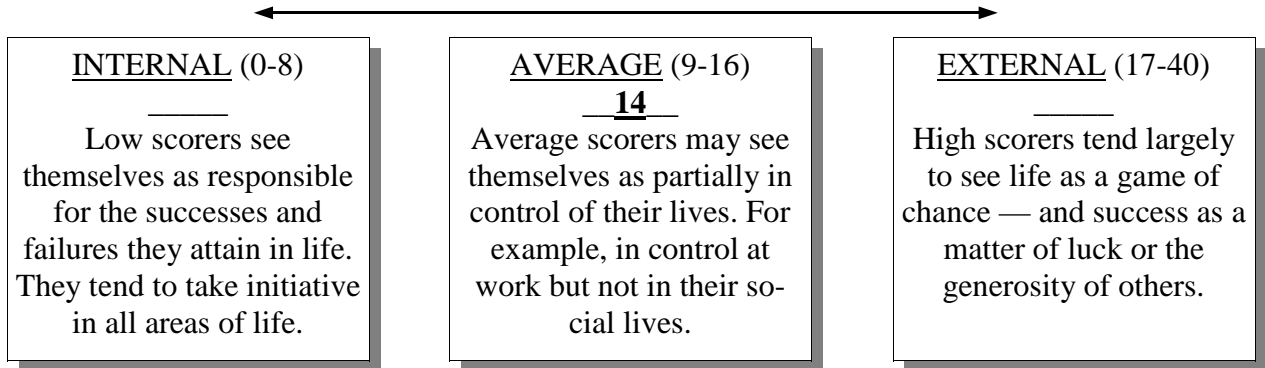 INTERNAL (0-8)
_____
Low scorers see
themselves as responsible
for the successes and
failures they attain in life.
They tend to take initiative
in all areas of life.
AVERAGE (9-16)
__14__
Average scorers may see
themselves as partially in
control of their lives. For
example, in control at
work but not in their so-
cial lives.
EXTERNAL (17-40)
_____
High scorers tend largely
to see life as a game of
chance — and success as a
matter of luck or the
generosity of others.